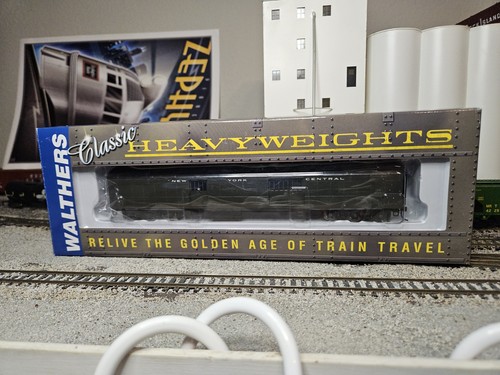 ZEPHY
WALTHERS
Classic HEAVYWEIGHTS
NEW YORK CENTRAL
RELIVE THE GOLDEN AGE OF TRAIN TRAVEL